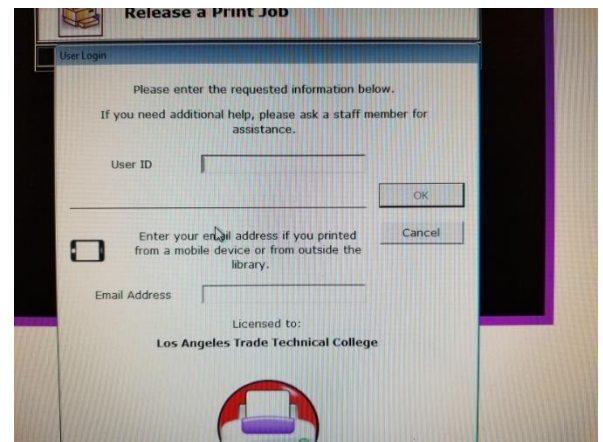 Release a Print Job
User Login
Please enter the requested information below.
If you need additional help, please ask a staff member for
assistance.
User ID
OK
Enter your email address if you printed
from a mobile device or from outside the
library.
Cancel
Email Address
Licensed to:
Los Angeles Trade Technical College